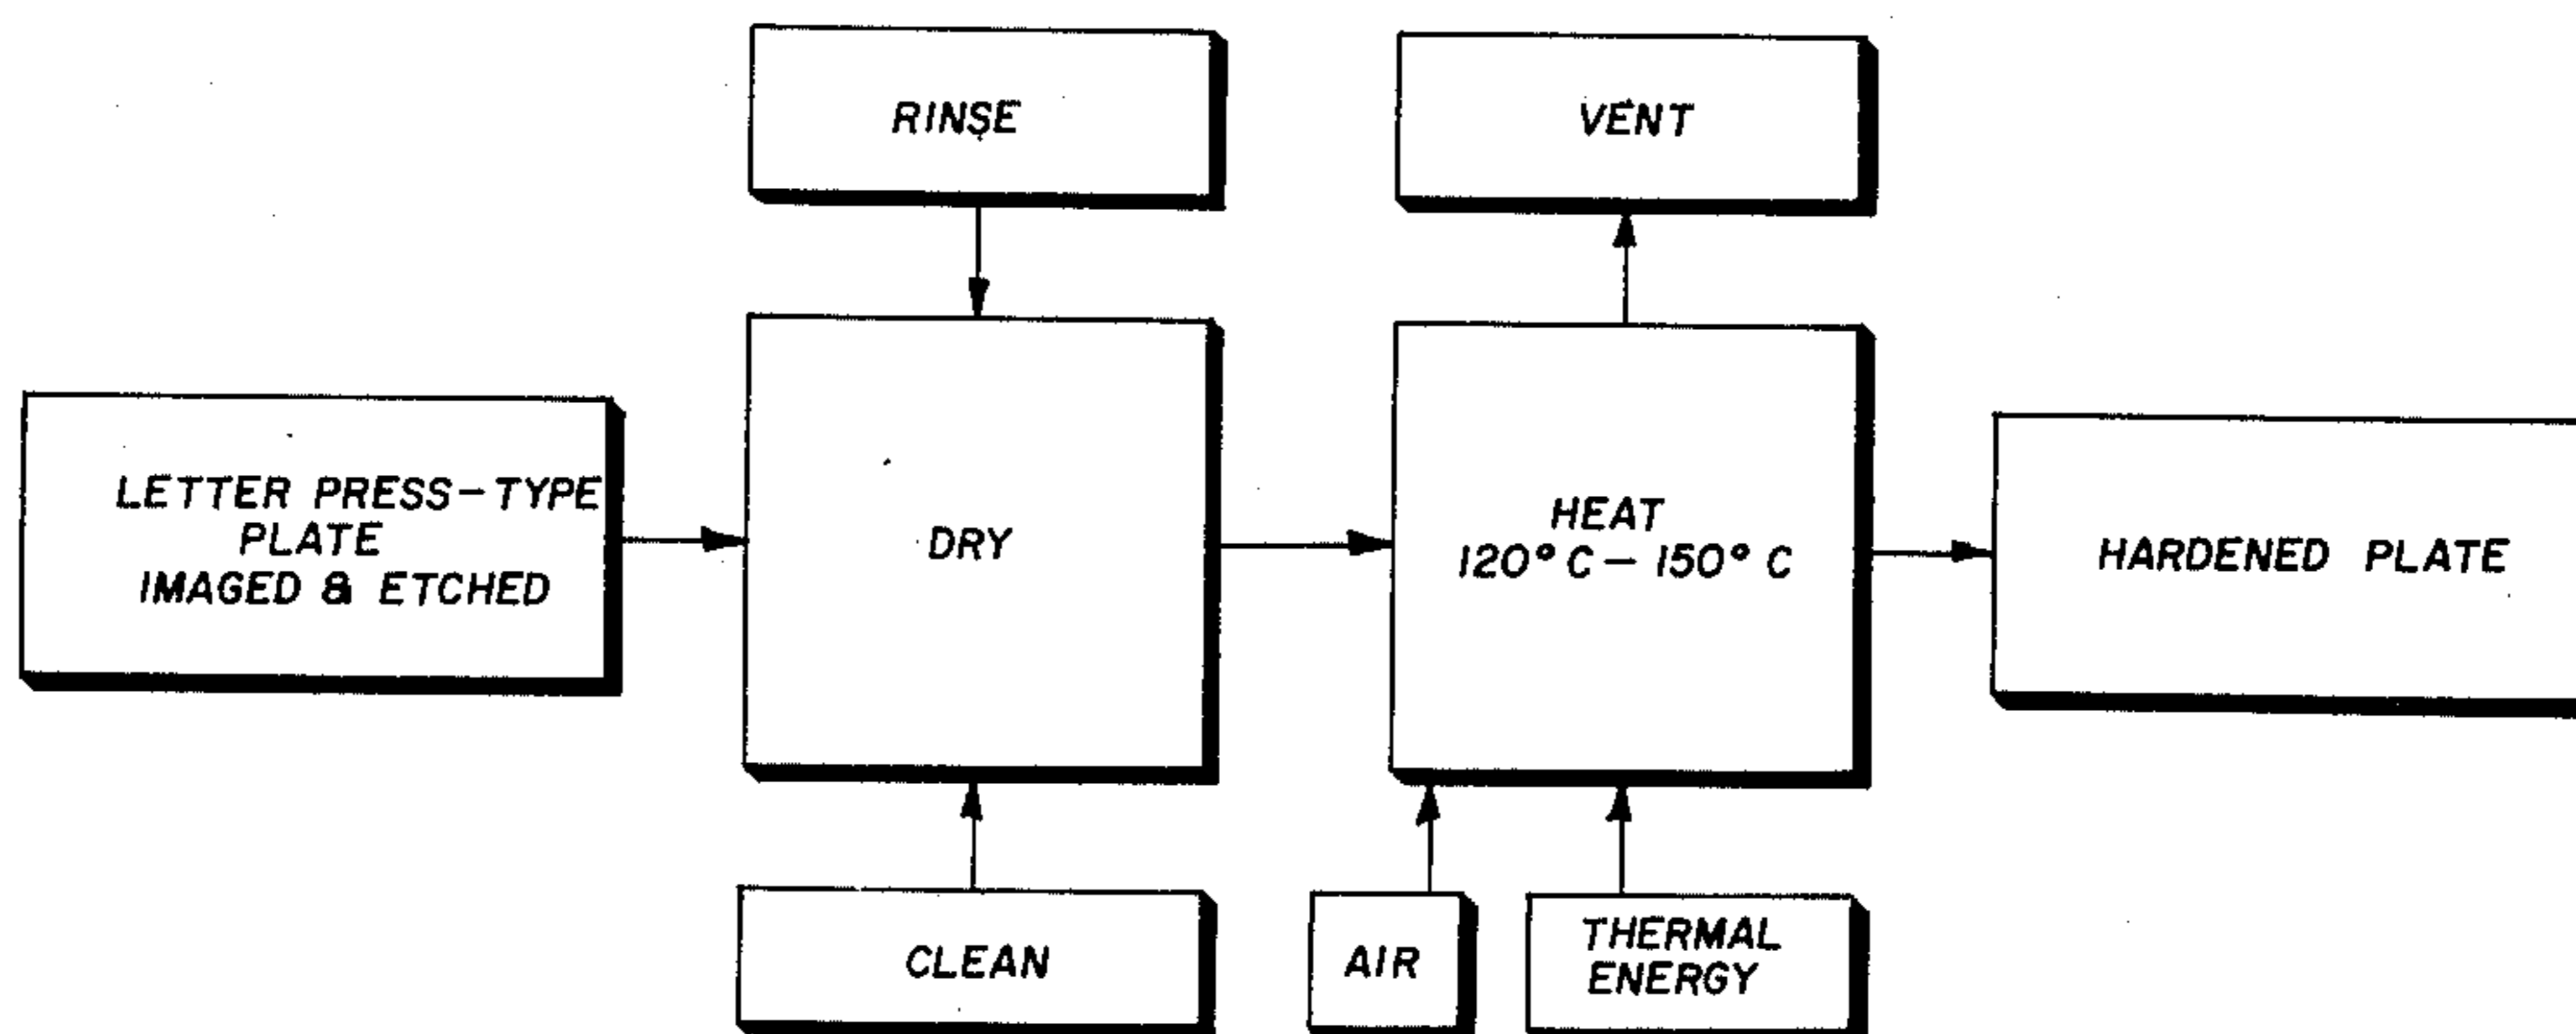 RINSE
VENT
LETTER PRESS-TYPE
PLATE
IMAGED & ETCHED
DRY
HEAT
120° C - 150° C
HARDENED PLATE
CLEAN
AIR
THERMAL
ENERGY